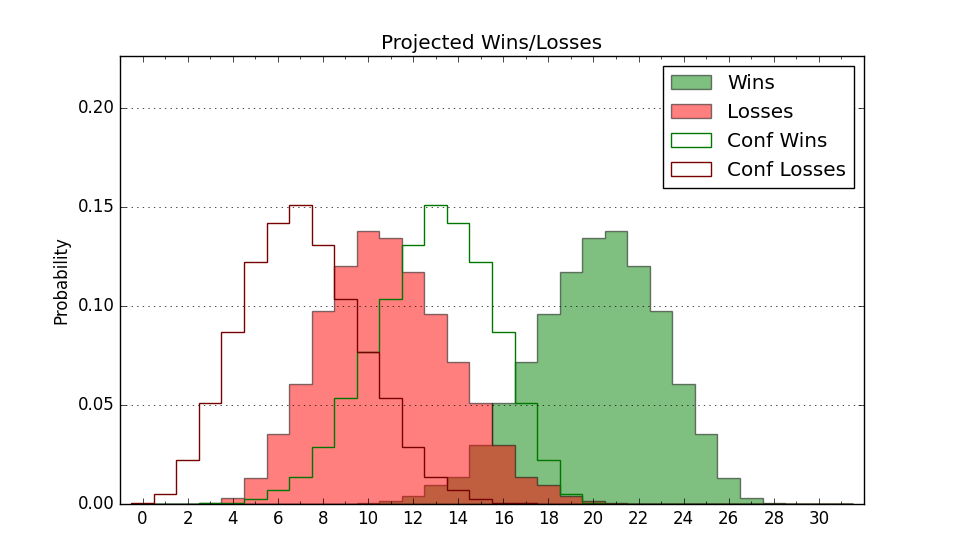 Projected Wins/Losses
Wins
Losses
Conf Wins
Conf Losses
Probability
0.20
0.15
0.10
0.05
0.00
0 2 4 6 8 10 12 14 16 18 20 22 24 26 28 30